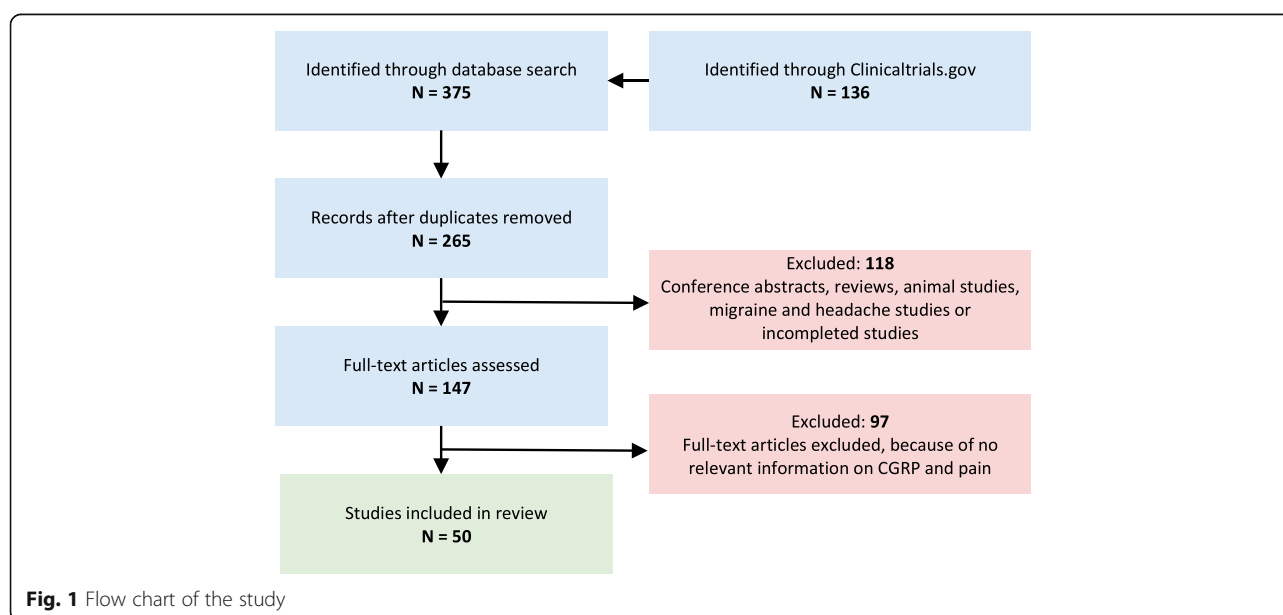 Identified through database search
N = 375
Identified through Clinicaltrials.gov
N = 136
Records after duplicates removed
N = 265
Excluded: 118
Conference abstracts, reviews, animal studies,
migraine and headache studies or
incompleted studies
Full-text articles assessed
N = 147
Excluded: 97
Full-text articles excluded, because of no
relevant information on CGRP and pain
Studies included in review
N = 50
Fig. 1 Flow chart of the study